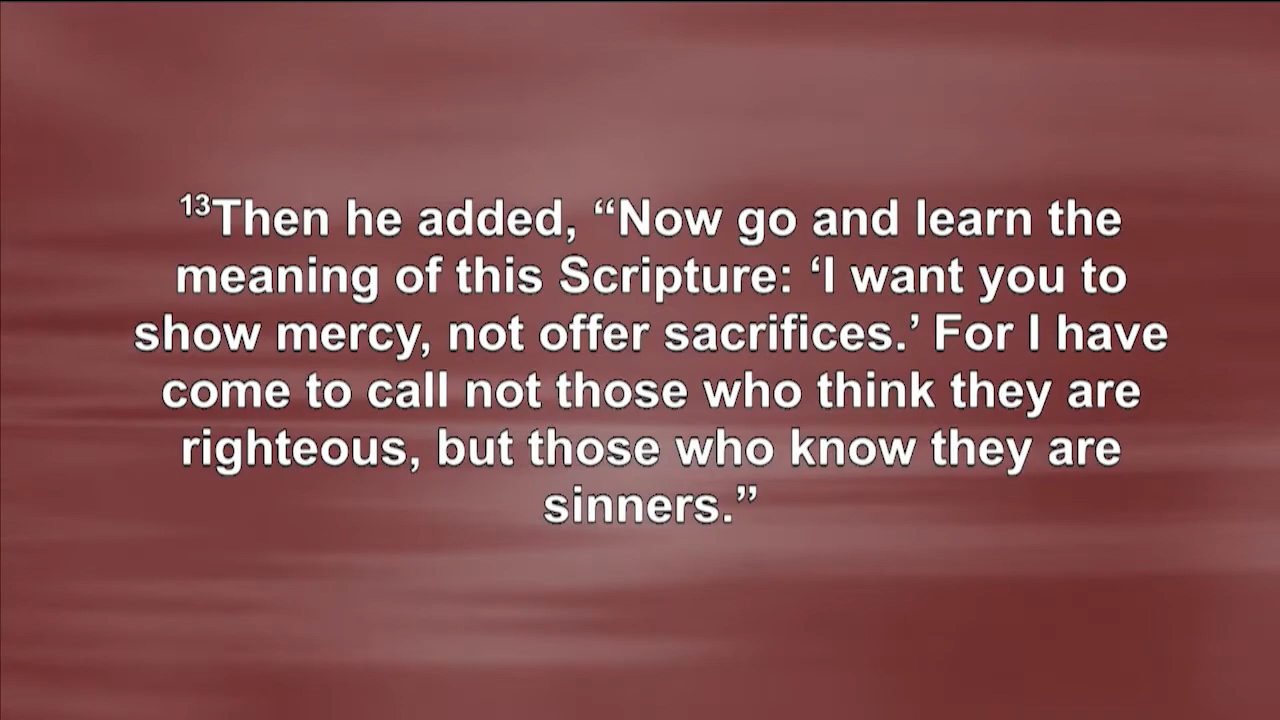 ¹³Then he added, “Now go and learn the
meaning of this Scripture: ‘I want you to
show mercy, not offer sacrifices.’ For I have
come to call not those who think they are
righteous, but those who know they are
sinners.”